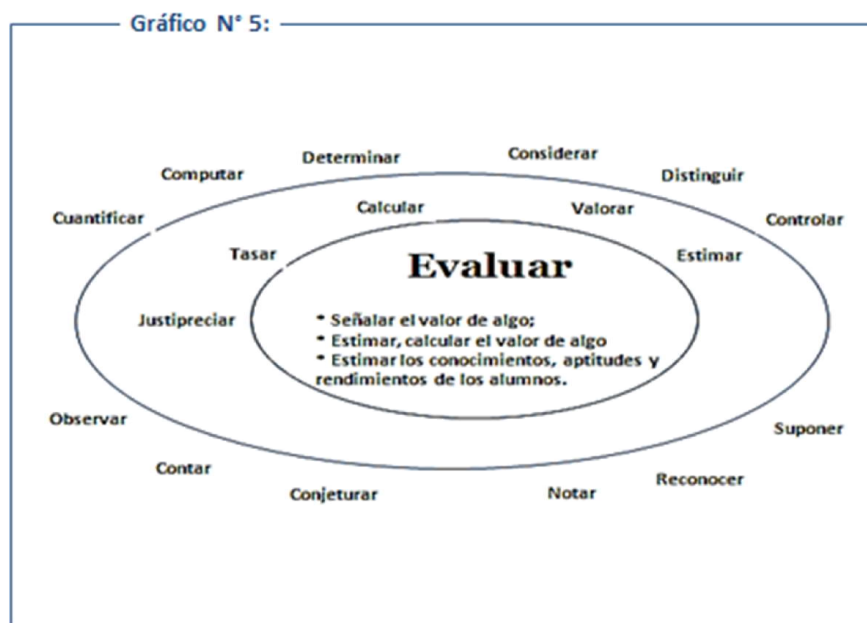 Gráfico N° 5:
Determinar
Considerar
Computar
Distinguir
Cuantificar
Calcular
Valorar
Controlar
Tasar
Evaluar
Estimar
Justipreciar
* Señalar el valor de algo;
* Estimar, calcular el valor de algo
* Estimar los conocimientos, aptitudes y
rendimientos de los alumnos.
Observar
Suponer
Contar
Reconocer
Conjeturar
Notar